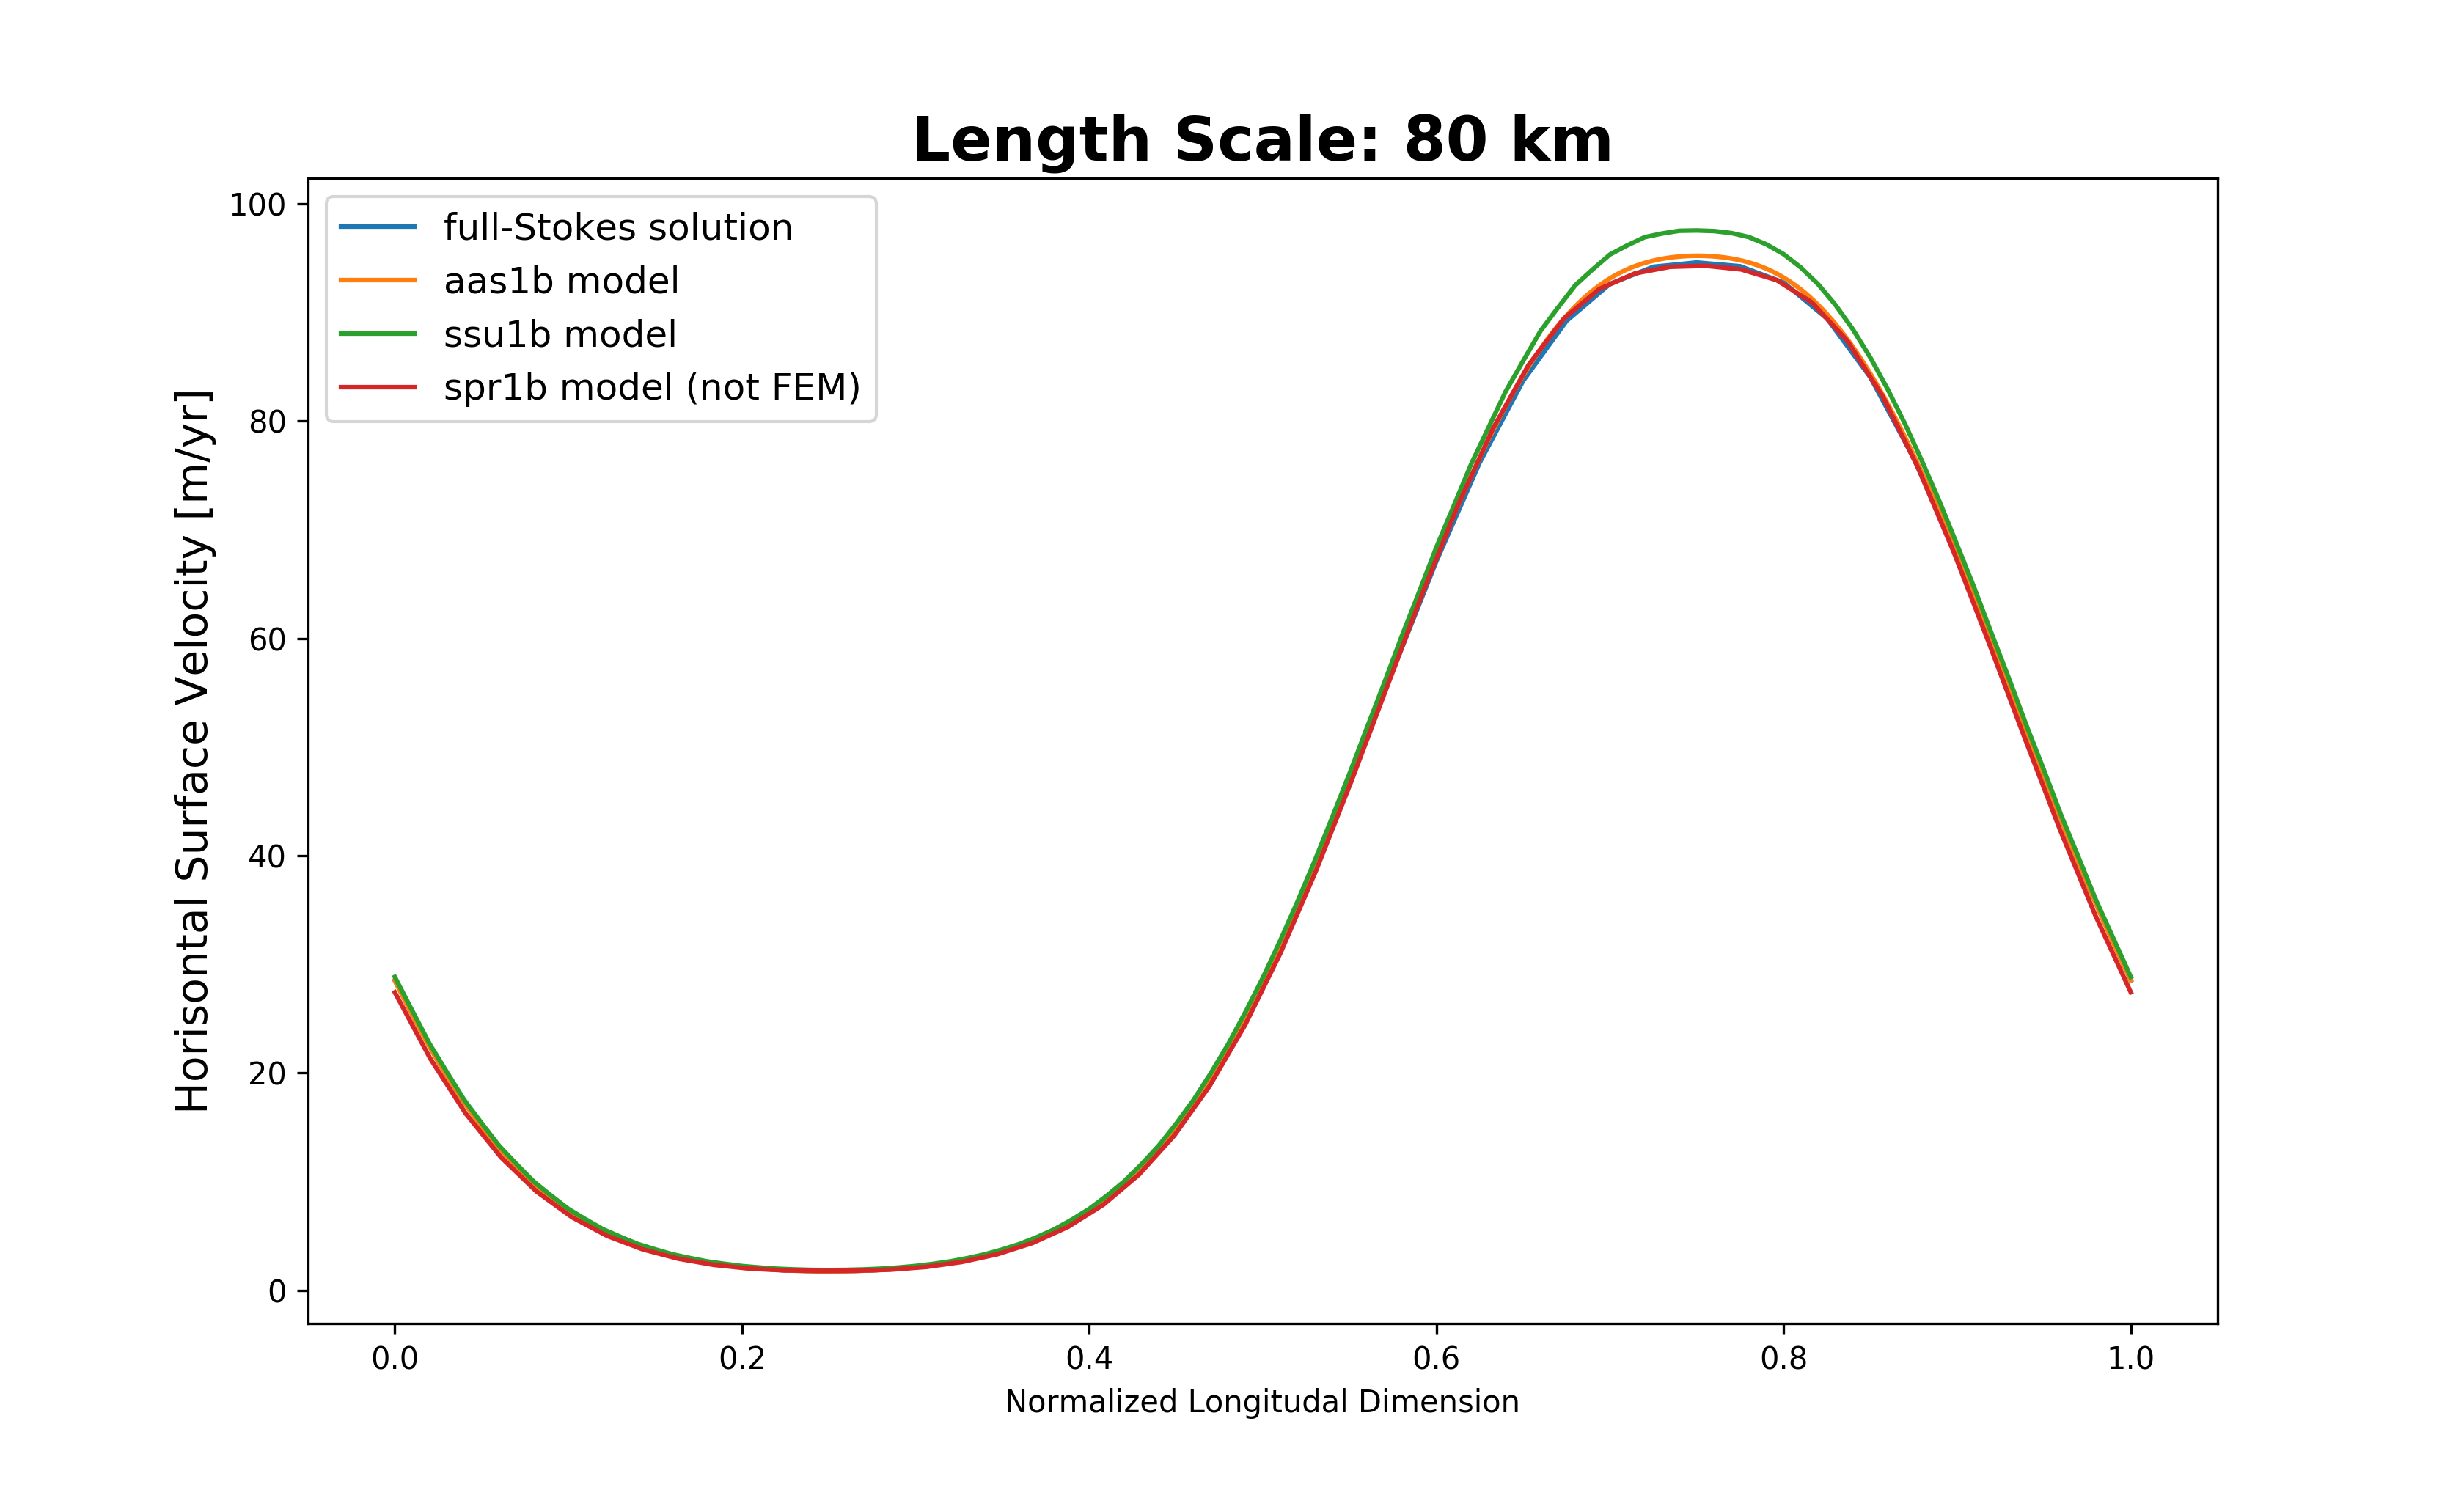 Length Scale: 80 km
full-Stokes solution
aas1b model
ssu1b model
spr1b model (not FEM)
Horisontal Surface Velocity [m/yr]
100
80
60
40
20
0
0.0 0.2 0.4 0.6 0.8 1.0
Normalized Longitudal Dimension